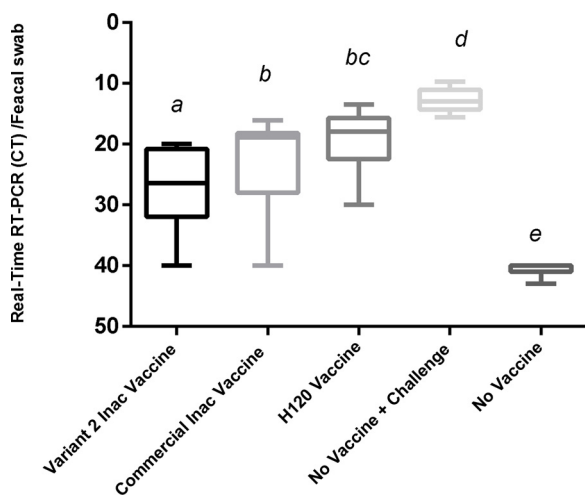 Real-Time RT-PCR (CT) /Feacal swab
0
10
20
30
40
50
a
b
bc
d
e
Variant 2 Inac Vaccine
Commercial Inac Vaccine
H120 Vaccine
No Vaccine + Challenge
No Vaccine